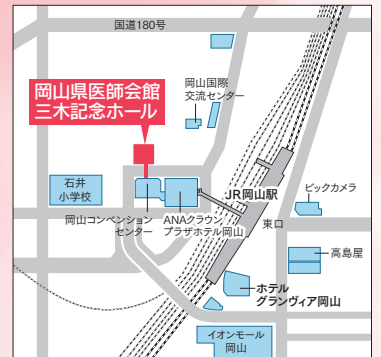 国道180号
岡山県医師会館
三木記念ホール
岡山国際
交流センター
石井
小学校
岡山コンベンション
センター
ANAクラウン
プラザホテル岡山
JR岡山駅
東口
ビックカメラ
高島屋
ホテル
グランヴィア岡山
イオンモール
岡山